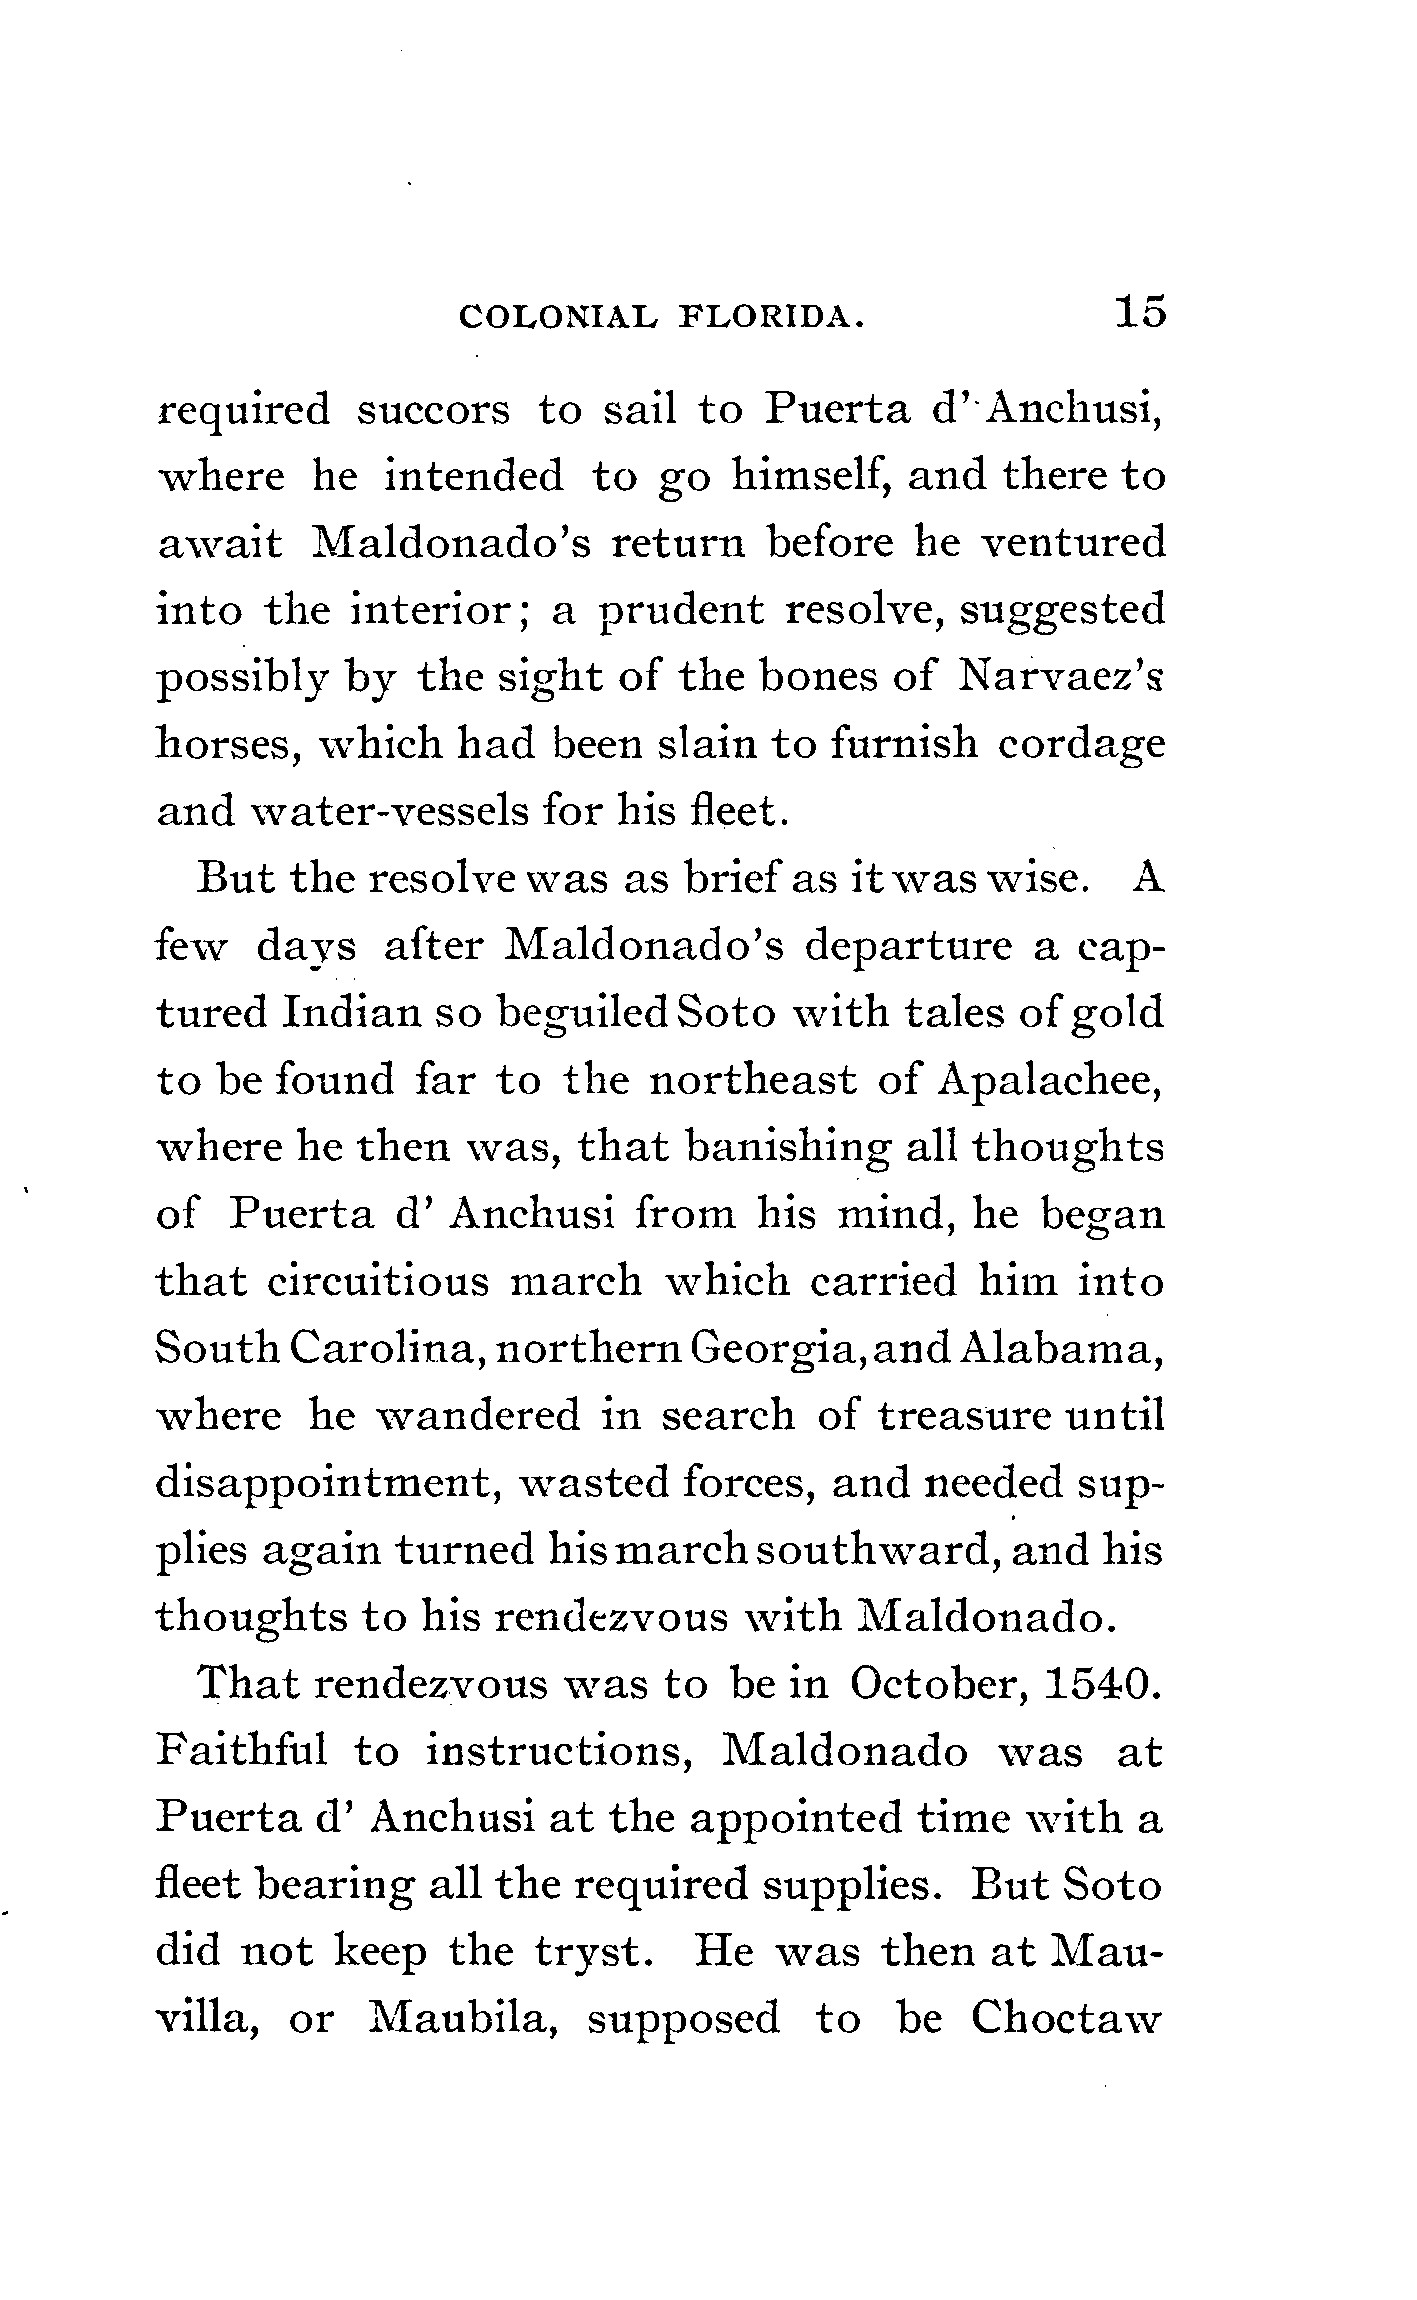 COLONIAL FLORIDA. 15
required succors to sail to Puerta d' Anchusi,
where he intended to go himself, and there to
await Maldonado's return before he ventured
into the interior; a prudent resolve, suggested
possibly by the sight of the bones of Narvaez's
horses, which had been slain to furnish cordage
and water-vessels for his fleet.
But the resolve was as brief as it was wise. A
few days after Maldonado's departure a cap-
tured Indian so beguiled Soto with tales of gold
to be found far to the northeast of Apalachee,
where he then was, that banishing all thoughts
of Puerta d' Anchusi from his mind, he began
that circuitious march which carried him into
South Carolina, northern Georgia, and Alabama,
where he wandered in search of treasure until
disappointment, wasted forces, and needed sup-
plies again turned his march southward, and his
thoughts to his rendezvous with Maldonado.
That rendezvous was to be in October, 1540.
Faithful to instructions, Maldonado was at
Puerta d' Anchusi at the appointed time with a
fleet bearing all the required supplies. But Soto
did not keep the tryst. He was then at Mau-
villa, or Maubila, supposed to be Choctaw